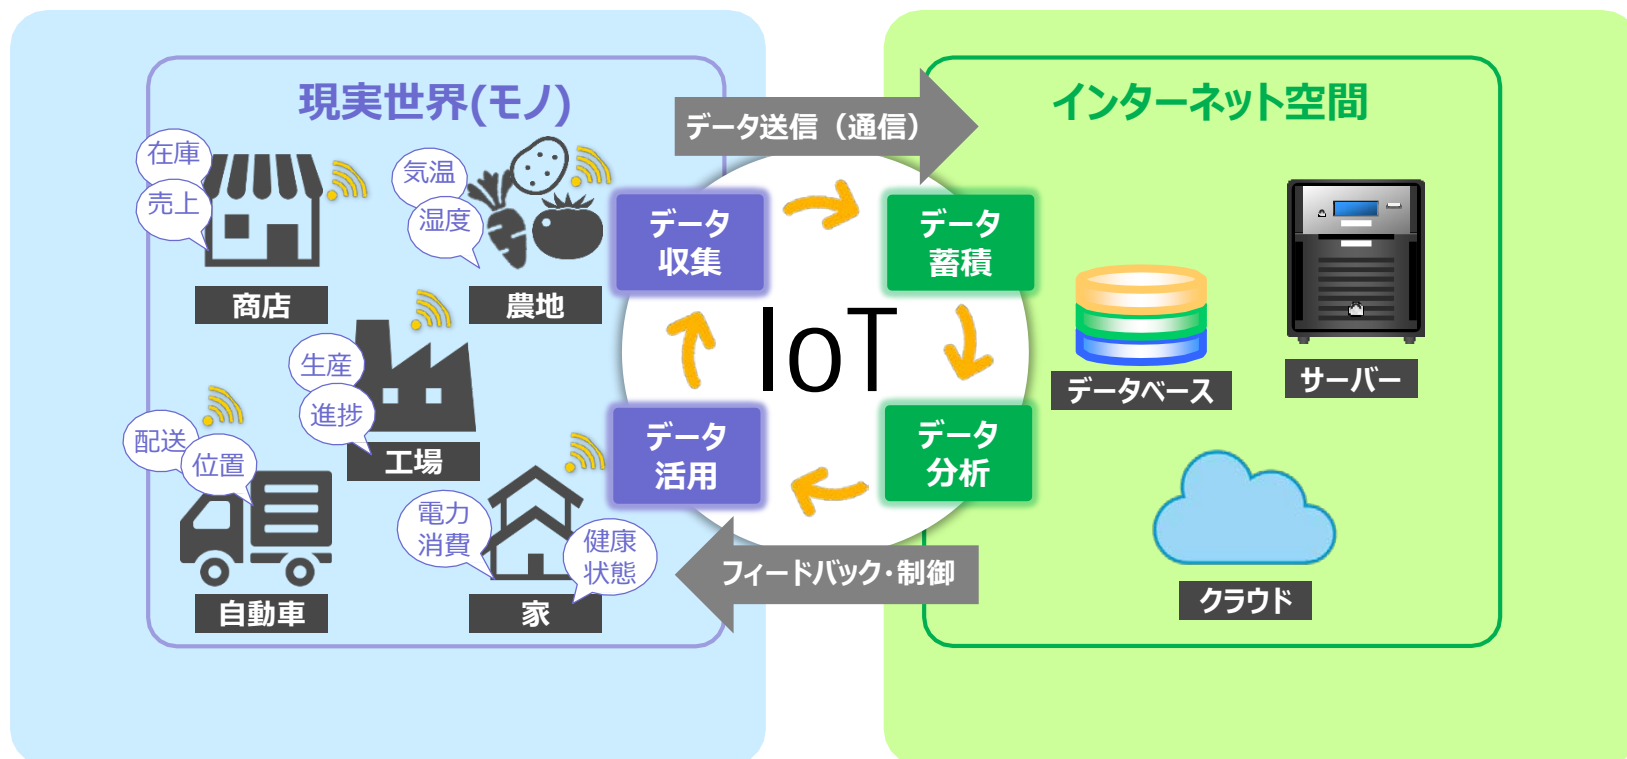 現実世界(モノ)
インターネット空間
データ送信（通信）
在庫
売上
商店
気温
湿度
農地
生産
進捗
工場
配送
位置
自動車
電力
消費
健康
状態
家
データ
収集
データ
蓄積
IoT
データ
活用
データ
分析
フィードバック・制御
データベース
サーバー
クラウド